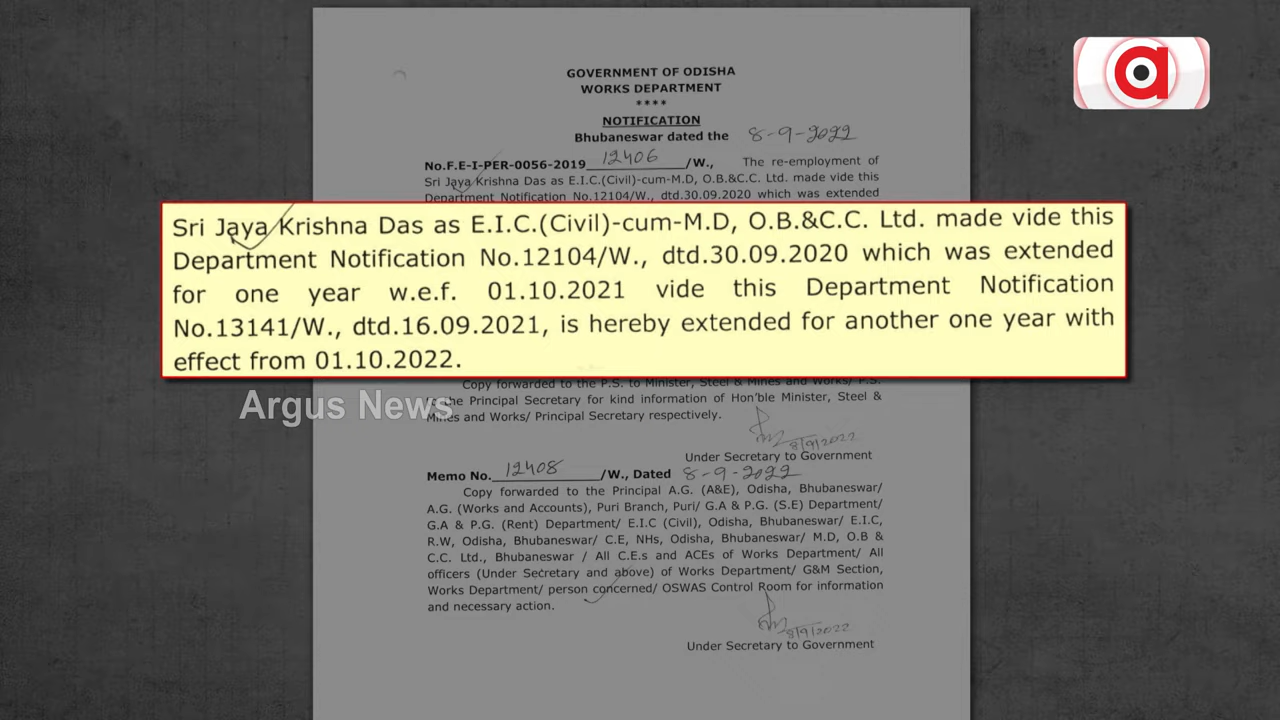 a
GOVERNMENT OF ODISHA
WORKS DEPARTMENT
****
NOTIFICATION
Bhubaneswar dated the 8-9-2022
No.F.E-I-PER-0056-2019 12406 /W., The re-employment of
Sri Jaya Krishna Das as E.I.C.(Civil)-cum-M.D, O.B.&C.C. Ltd. made vide this
Department Notification No.12104/W., dtd.30.09.2020 which was extended
Sri Jaya Krishna Das as E.I.C.(Civil)-cum-M.D, O.B.&C.C. Ltd. made vide this
Department Notification No.12104/W., dtd.30.09.2020 which was extended
for one year w.e.f. 01.10.2021 vide this Department Notification
No.13141/W., dtd.16.09.2021, is hereby extended for another one year with
effect from 01.10.2022.
Copy forwarded to the P.S. to Minister, Steel & Mines and Works/ P.S.
to the Principal Secretary for kind information of Hon'ble Minister, Steel &
Mines and Works/ Principal Secretary respectively.
Argus News
8/9/2022
Under Secretary to Government
Memo No. 12408 /W., Dated 8-9-2022
Copy forwarded to the Principal A.G. (A&E), Odisha, Bhubaneswar/
A.G. (Works and Accounts), Puri Branch, Puri/ G.A & P.G. (S.E) Department/
G.A & P.G. (Rent) Department/ E.I.C (Civil), Odisha, Bhubaneswar/ E.I.C,
R.W, Odisha, Bhubaneswar/ C.E, NHs, Odisha, Bhubaneswar/ M.D, O.B &
C.C. Ltd., Bhubaneswar / All C.E.s and ACEs of Works Department/ All
officers (Under Secretary and above) of Works Department/ G&M Section,
Works Department/ person concerned/ OSWAS Control Room for information
and necessary action.
8/9/2022
Under Secretary to Government